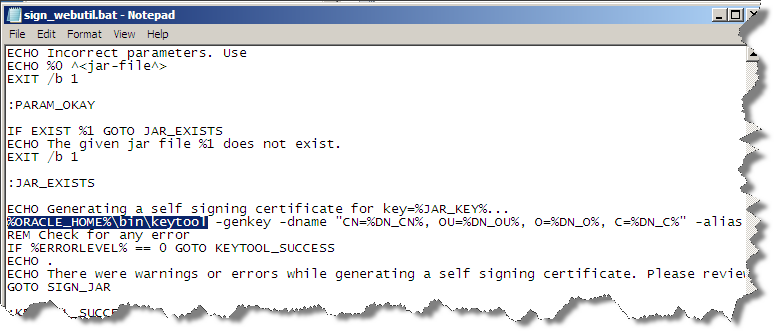 sign_webutil.bat - Notepad
File Edit Format View Help
ECHO Incorrect parameters. Use
ECHO %0 ^<jar-file^>
EXIT /b 1
:PARAM_OKAY
IF EXIST %1 GOTO JAR_EXISTS
ECHO The given jar file %1 does not exist.
EXIT /b 1
:JAR_EXISTS
ECHO Generating a self signing certificate for key=%JAR_KEY%...
%ORACLE_HOME%\bin\keytool -genkey -dname "CN=%DN_CN%, OU=%DN_OU%, O=%DN_O%, C=%DN_C%" -alias
REM Check for any error
IF %ERRORLEVEL% == 0 GOTO KEYTOOL_SUCCESS
ECHO .
ECHO There were warnings or errors while generating a self signing certificate. Please review
GOTO SIGN_JAR